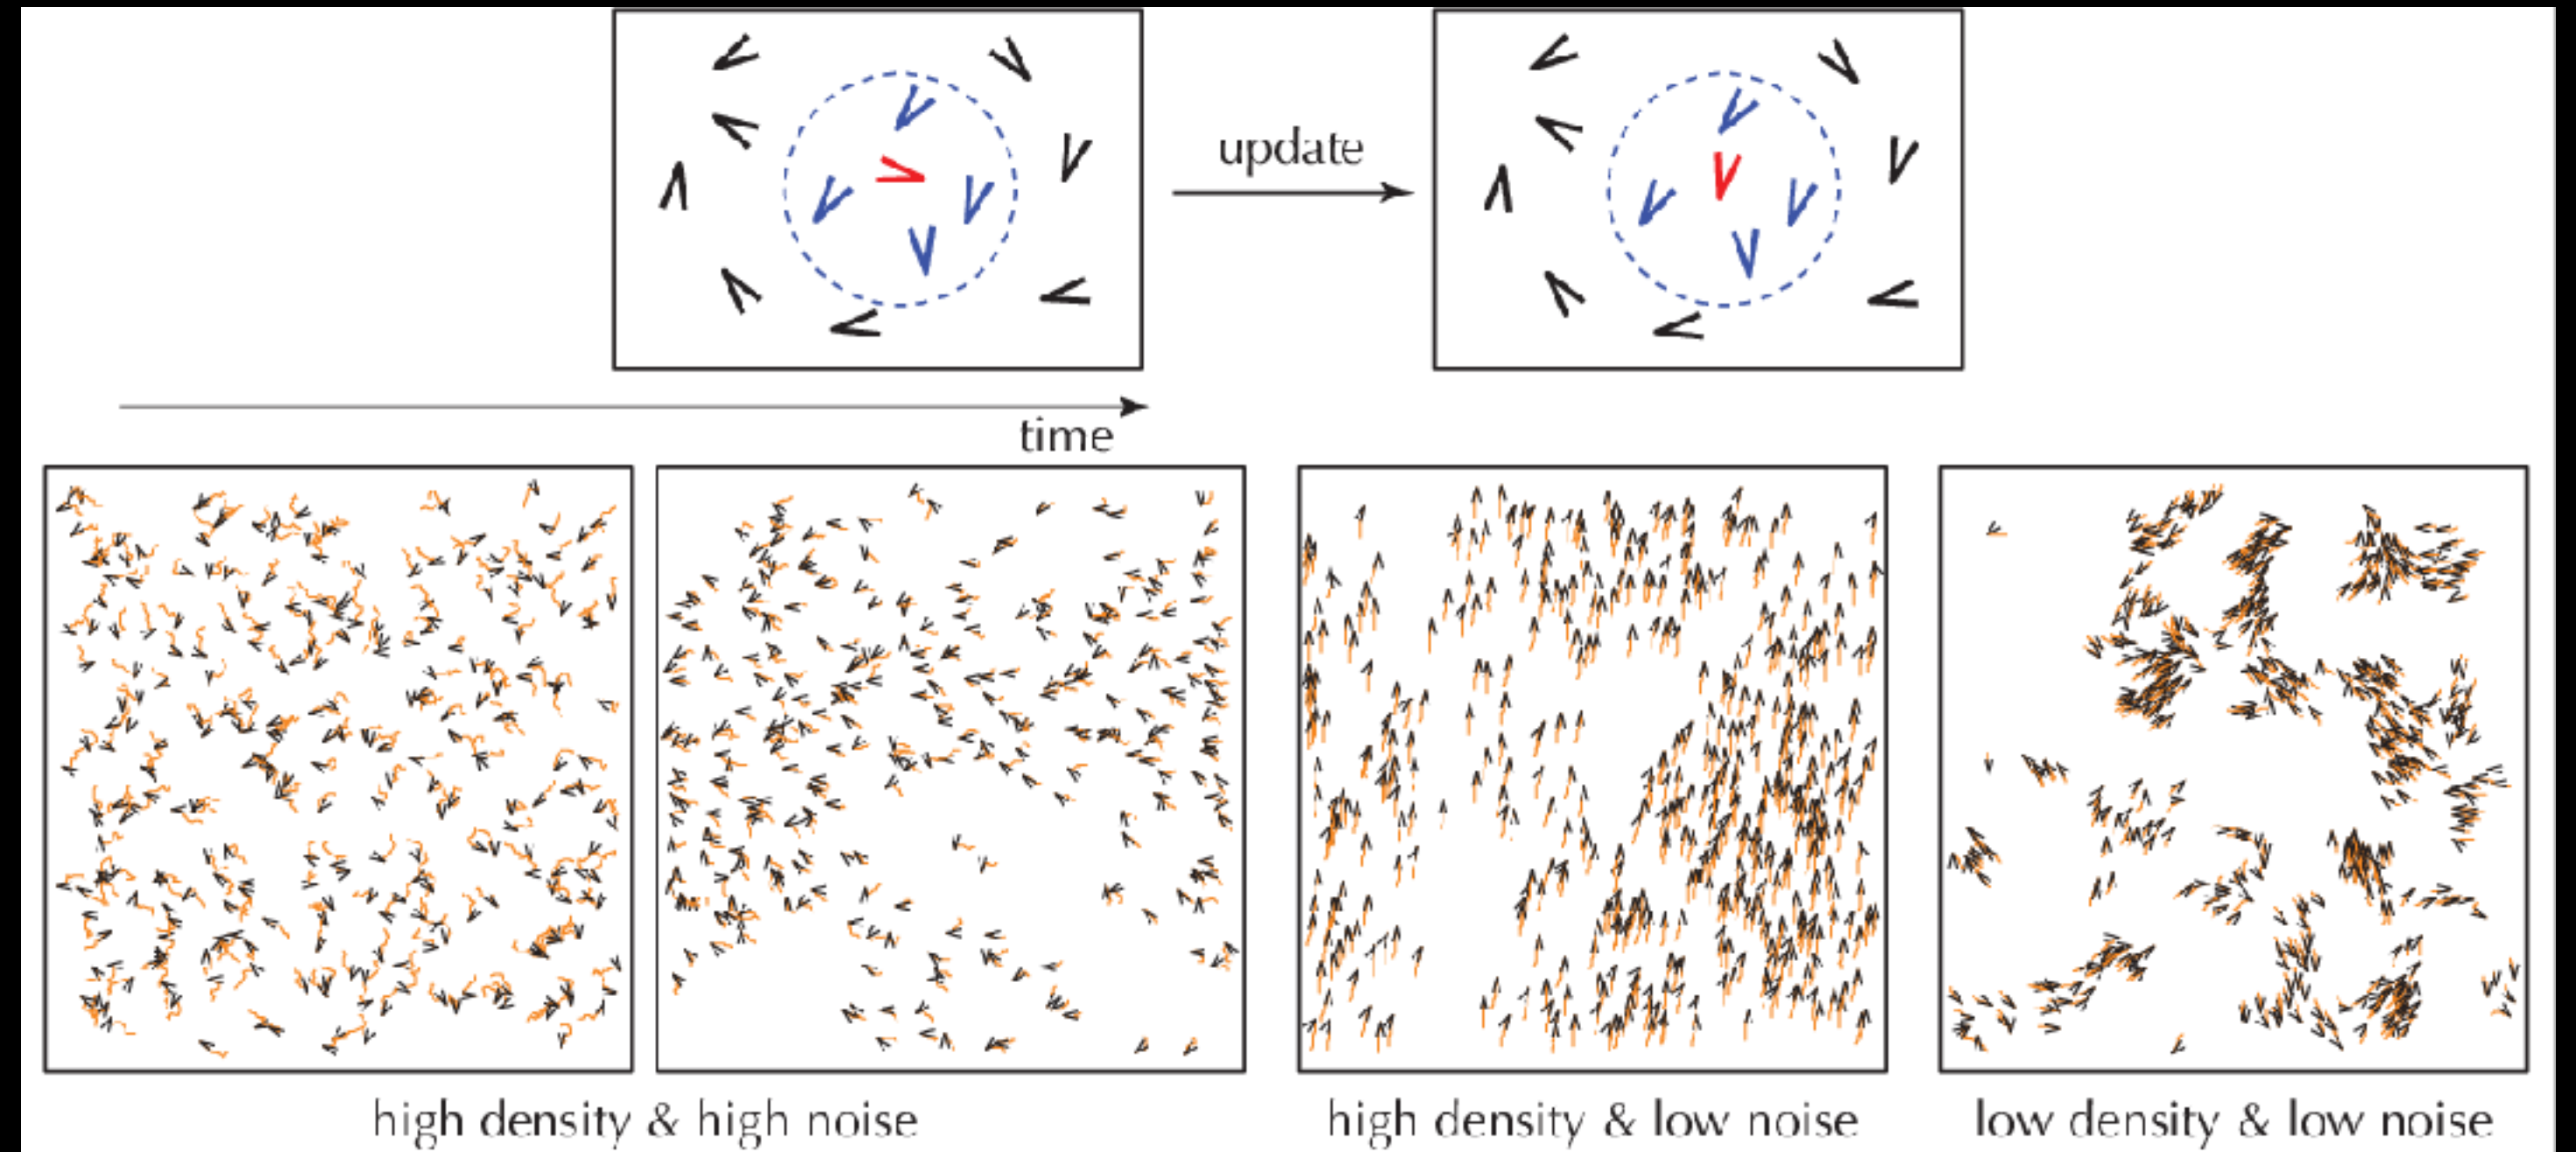 update
time
high density & high noise
high density & low noise
low density & low noise